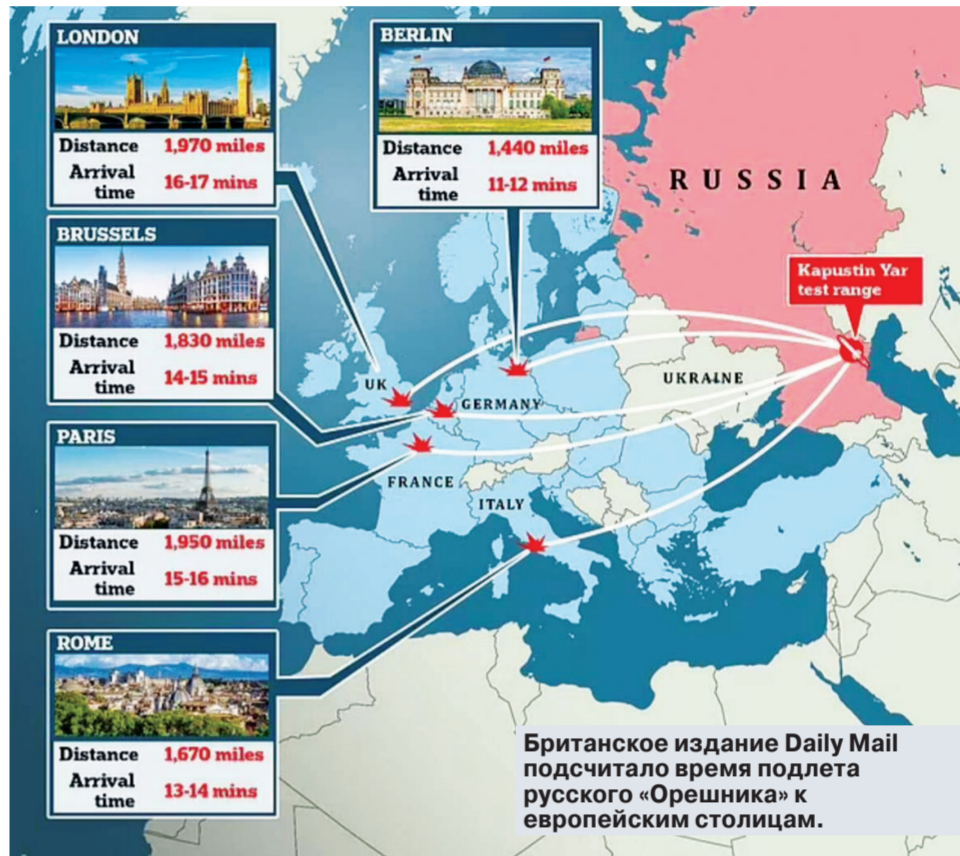 LONDON
Distance 1,970 miles
Arrival
time 16-17 mins
BERLIN
Distance 1,440 miles
Arrival
time 11-12 mins
BRUSSELS
Distance 1,830 miles
Arrival
time 14-15 mins
PARIS
Distance 1,950 miles
Arrival
time 15-16 mins
ROME
Distance 1,670 miles
Arrival
time 13-14 mins
RUSSIA
Kapustin Yar
test range
UK
GERMANY
UKRAINE
FRANCE
ITALY
Британское издание Daily Mail
подсчитало время подлета
русского «Орешника» к
европейским столицам.